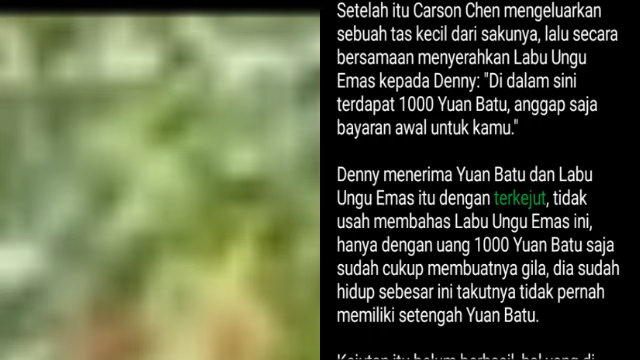 Setelah itu Carson Chen mengeluarkan
sebuah tas kecil dari sakunya, lalu secara
bersamaan menyerahkan Labu Ungu
Emas kepada Denny: "Di dalam sini
terdapat 1000 Yuan Batu, anggap saja
bayaran awal untuk kamu."
Denny menerima Yuan Batu dan Labu
Ungu Emas itu dengan terkejut, tidak
usah membahas Labu Ungu Emas ini,
hanya dengan uang 1000 Yuan Batu saja
sudah cukup membuatnya gila, dia sudah
hidup sebesar ini takutnya tidak pernah
memiliki setengah Yuan Batu.